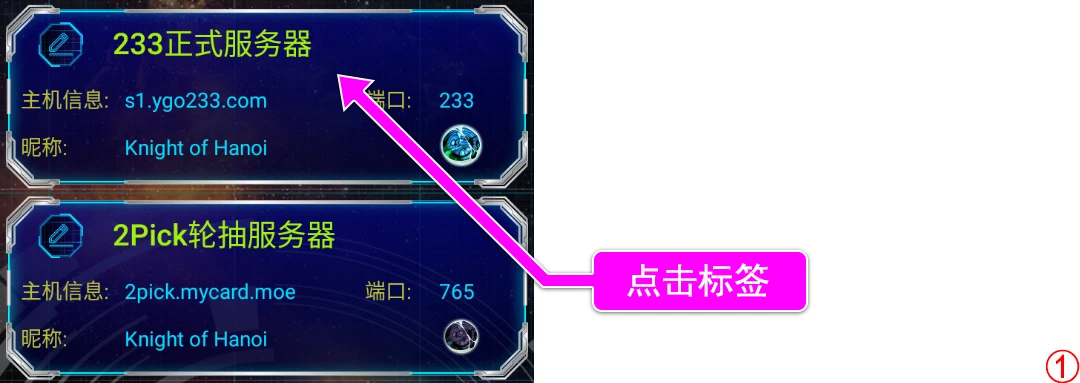 233正式服务器
主机信息: s1.ygo233.com 端口: 233
昵称: Knight of Hanoi
2Pick轮抽服务器
主机信息: 2pick.mycard.moe 端口: 765
昵称: Knight of Hanoi
点击标签
①